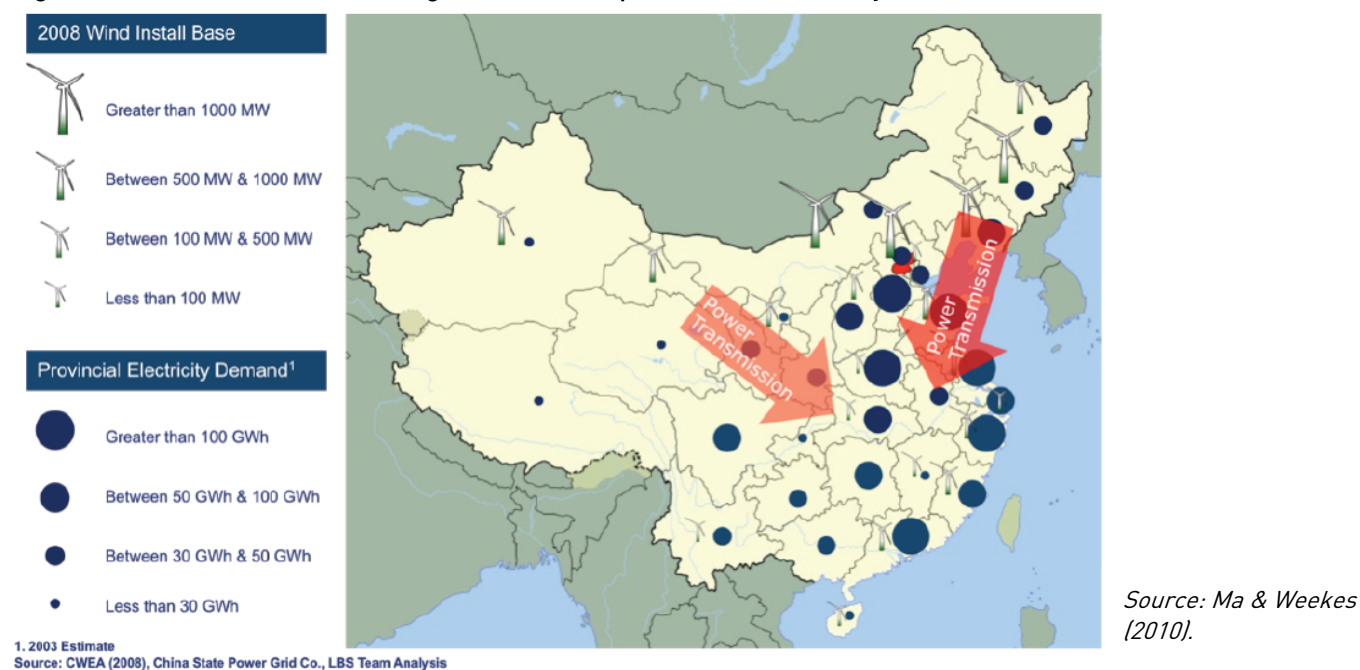 2008 Wind Install Base
Greater than 1000 MW
Between 500 MW & 1000 MW
Between 100 MW & 500 MW
Less than 100 MW
Provincial Electricity Demand1
Greater than 100 GWh
Between 50 GWh & 100 GWh
Between 30 GWh & 50 GWh
Less than 30 GWh
1. 2003 Estimate
Source: CWEA (2008), China State Power Grid Co., LBS Team Analysis
Power
Transmission
Power
Transmission
Source: Ma & Weekes
(2010).